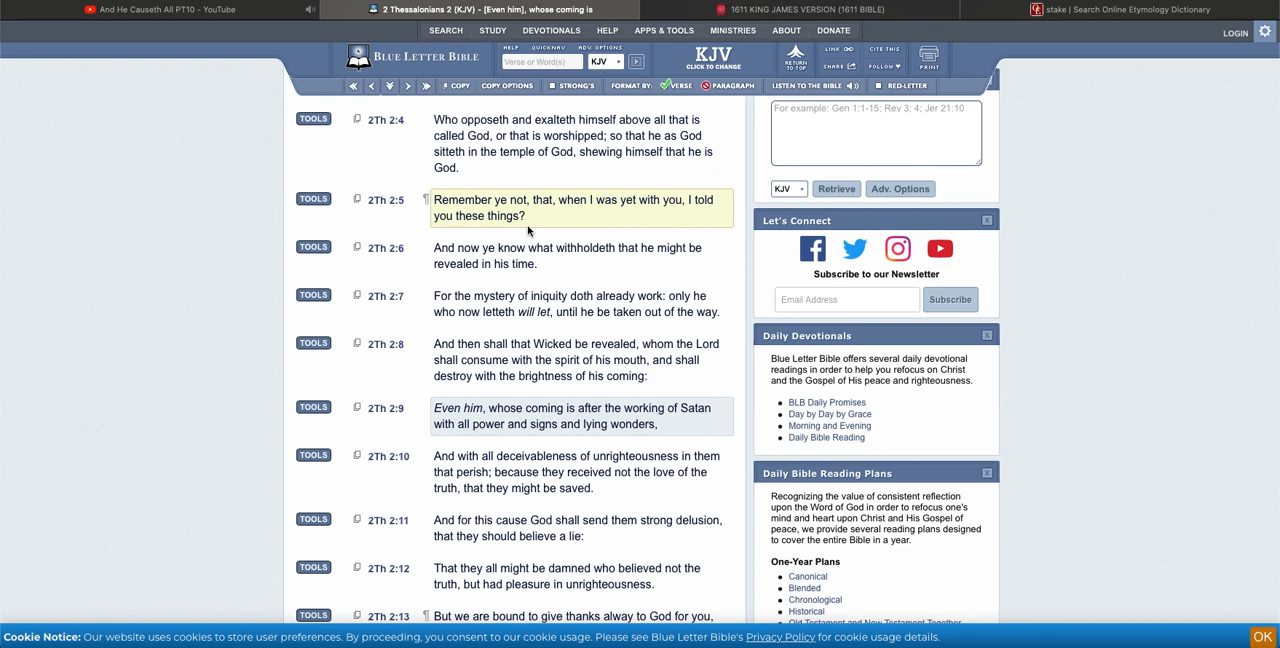 And He Causeth All PT10 - YouTube
2 Thessalonians 2 (KJV) - [Even him], whose coming is
1611 KING JAMES VERSION (1611 BIBLE)
stake | Search Online Etymology Dictionary
SEARCH STUDY DEVOTIONALS HELP APPS & TOOLS MINISTRIES ABOUT DONATE
LOGIN
BLUE LETTER BIBLE
HELP QUICKNAV ADV. OPTIONS
Verse or Word(s) KJV
KJV
CLICK TO CHANGE
RETURN TO TOP
LINK CITE THIS
SHARE FOLLOW
PRINT
COPY COPY OPTIONS STRONG'S FORMAT BY: VERSE PARAGRAPH LISTEN TO THE BIBLE RED-LETTER
TOOLS 2Th 2:4 Who opposeth and exalteth himself above all that is
called God, or that is worshipped; so that he as God
sitteth in the temple of God, shewing himself that he is
God.
TOOLS 2Th 2:5 ¶ Remember ye not, that, when I was yet with you, I told
you these things?
TOOLS 2Th 2:6 And now ye know what withholdeth that he might be
revealed in his time.
TOOLS 2Th 2:7 For the mystery of iniquity doth already work: only he
who now letteth will let, until he be taken out of the way.
TOOLS 2Th 2:8 And then shall that Wicked be revealed, whom the Lord
shall consume with the spirit of his mouth, and shall
destroy with the brightness of his coming:
TOOLS 2Th 2:9 Even him, whose coming is after the working of Satan
with all power and signs and lying wonders,
TOOLS 2Th 2:10 And with all deceivableness of unrighteousness in them
that perish; because they received not the love of the
truth, that they might be saved.
TOOLS 2Th 2:11 And for this cause God shall send them strong delusion,
that they should believe a lie:
TOOLS 2Th 2:12 That they all might be damned who believed not the
truth, but had pleasure in unrighteousness.
TOOLS 2Th 2:13 ¶ But we are bound to give thanks alway to God for you,
For example: Gen 1:1-15; Rev 3; 4; Jer 21:10
KJV Retrieve Adv. Options
Let's Connect
Subscribe to our Newsletter
Email Address Subscribe
Daily Devotionals
Blue Letter Bible offers several daily devotional
readings in order to help you refocus on Christ
and the Gospel of His peace and righteousness.
BLB Daily Promises
Day by Day by Grace
Morning and Evening
Daily Bible Reading
Daily Bible Reading Plans
Recognizing the value of consistent reflection
upon the Word of God in order to refocus one's
mind and heart upon Christ and His Gospel of
peace, we provide several reading plans designed
to cover the entire Bible in a year.
One-Year Plans
Canonical
Blended
Chronological
Historical
Cookie Notice: Our website uses cookies to store user preferences. By proceeding, you consent to our cookie usage. Please see Blue Letter Bible's Privacy Policy for cookie usage details.
OK